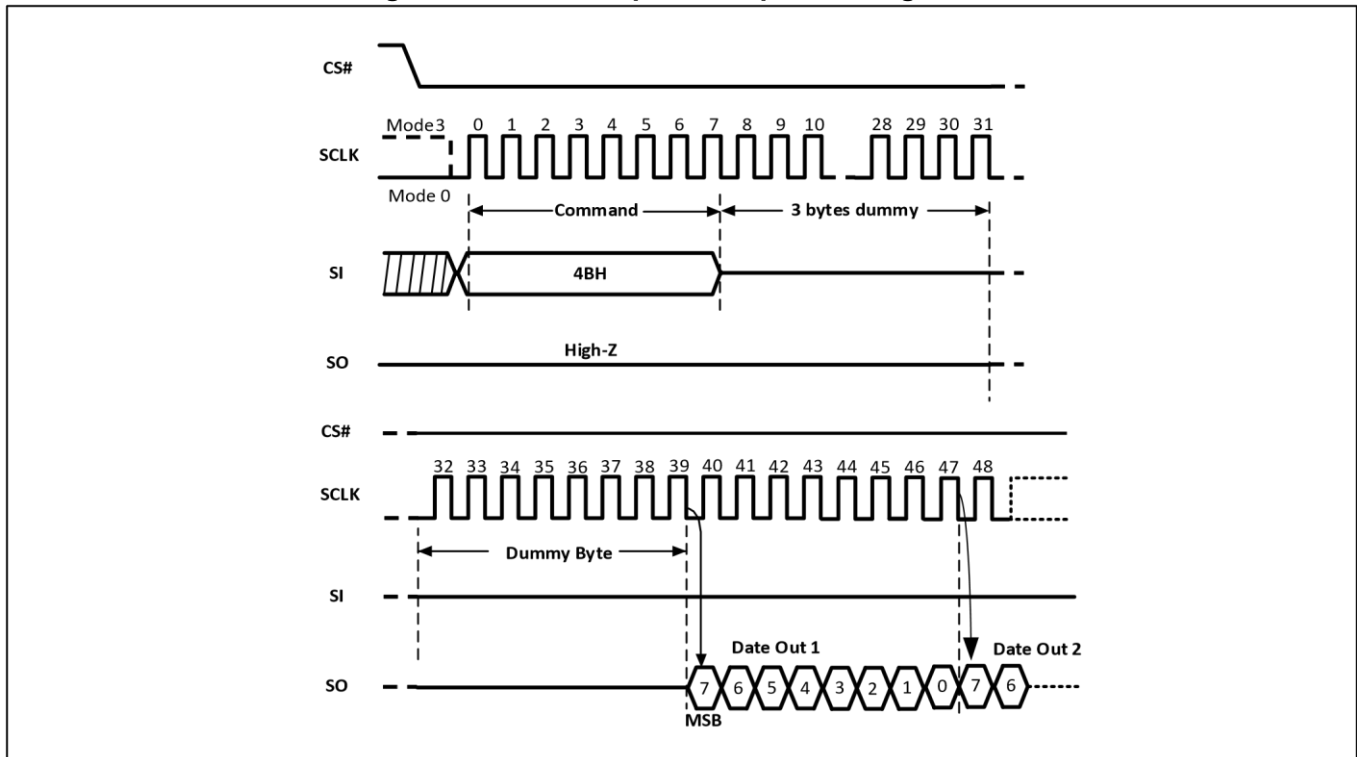 CS#
Mode3 0 1 2 3 4 5 6 7 8 9 10 28 29 30 31
SCLK
Mode 0
Command 3 bytes dummy
SI 4BH
High-Z
SO
CS#
32 33 34 35 36 37 38 39 40 41 42 43 44 45 46 47 48
SCLK
Dummy Byte
SI
Date Out 1 Date Out 2
SO 7 6 5 4 3 2 1 0 7 6
MSB